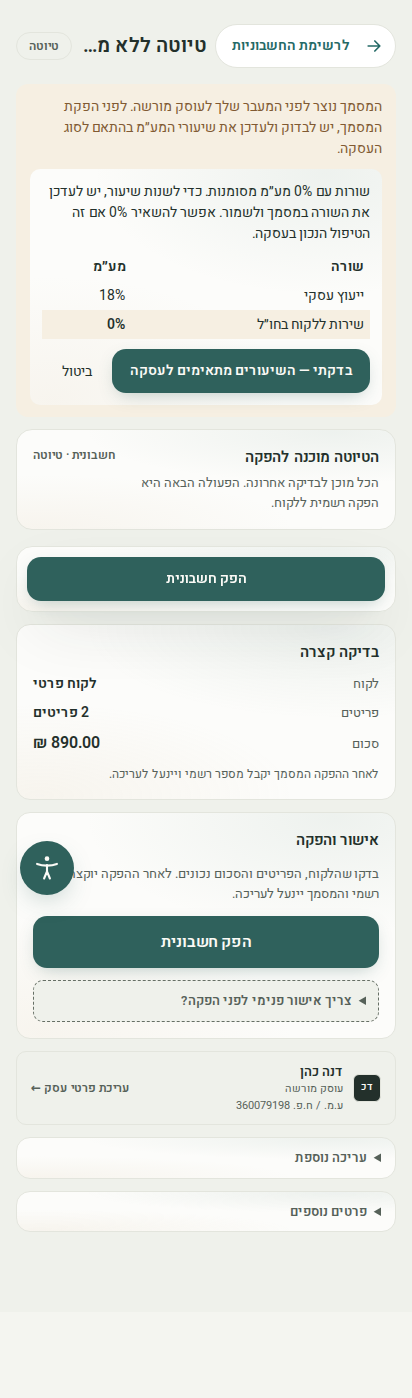 לרשימת החשבוניות →
טיוטה ללא מ...
טיוטה
המסמך נוצר לפני המעבר שלך לעוסק מורשה. לפני הפקת
המסמך, יש לבדוק ולעדכן את שיעורי המע״מ בהתאם לסוג
העסקה.
שורות עם 0% מע״מ מסומנות. כדי לשנות שיעור, יש לעדכן
את השורה במסמך ולשמור. אפשר להשאיר 0% אם זה
הטיפול הנכון בעסקה.
שורה מע״מ
ייעוץ עסקי 18%
שירות ללקוח בחו״ל 0%
בדקתי — השיעורים מתאימים לעסקה
ביטול
הטיוטה מוכנה להפקה
חשבונית · טיוטה
הכל מוכן לבדיקה אחרונה. הפעולה הבאה היא
הפקה רשמית ללקוח.
הפק חשבונית
בדיקה קצרה
לקוח לקוח פרטי
פריטים 2 פריטים
סכום 890.00 ₪
לאחר ההפקה המסמך יקבל מספר רשמי ויינעל לעריכה.
אישור והפקה
בדקו שהלקוח, הפריטים והסכום נכונים. לאחר ההפקה
רשמי והמסמך יינעל לעריכה.
הפק חשבונית
צריך אישור פנימי לפני הפקה?
דכ
דנה כהן
עוסק מורשה
ע.מ. / ח.פ. 360079198
עריכת פרטי עסק ←
עריכה נוספת
פרטים נוספים